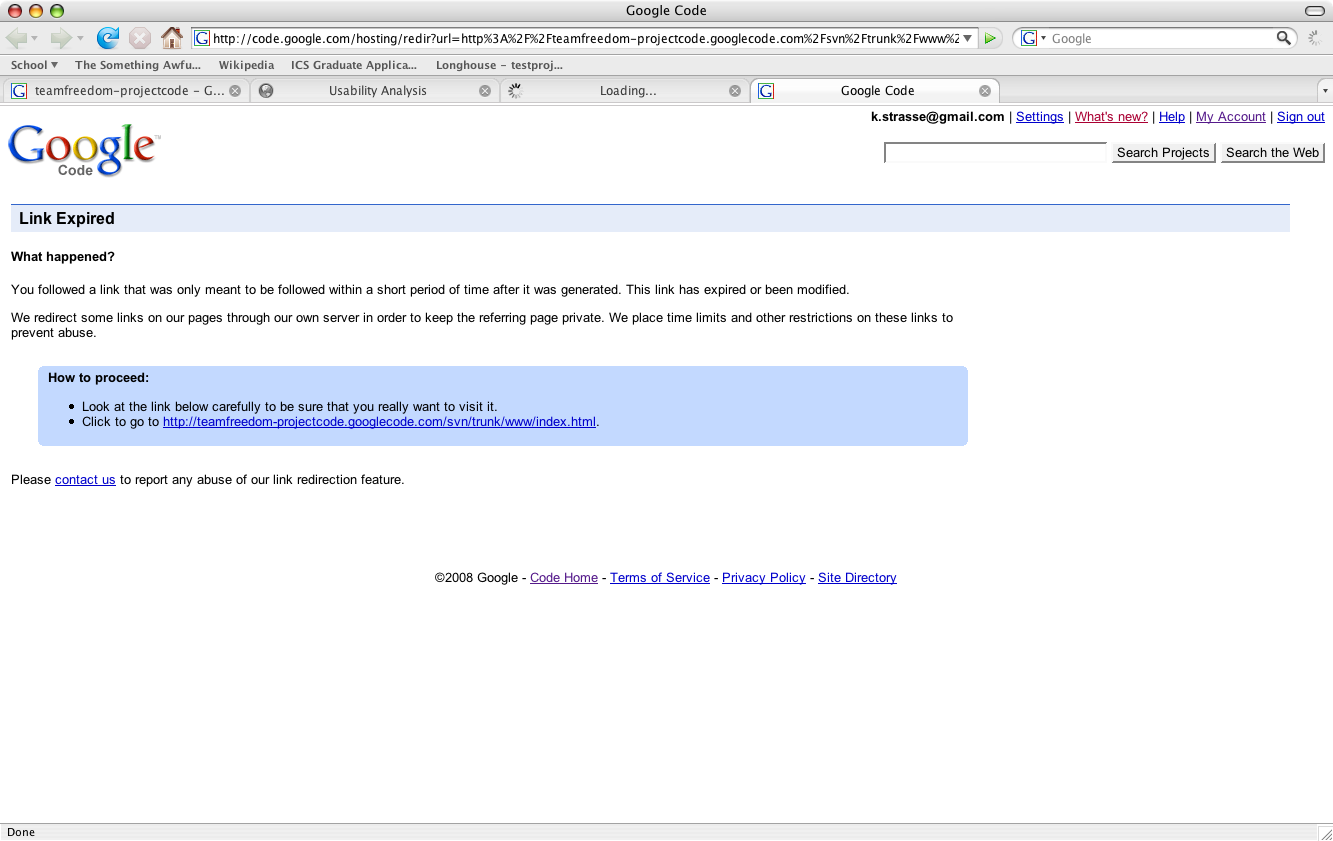 Google Code
http://code.google.com/hosting/redir?url=http%3A%2F%2Fteamfreedom-projectcode.googlecode.com%2Fsvn%2Ftrunk%2Fwww%2
Google
School The Something Awfu... Wikipedia ICS Graduate Applica... Longhouse – testproj...
teamfreedom-projectcode – G... Usability Analysis Loading... Google Code
k.strasse@gmail.com | Settings | What's new? | Help | My Account | Sign out
Google™
Code
Search Projects Search the Web
Link Expired
What happened?
You followed a link that was only meant to be followed within a short period of time after it was generated. This link has expired or been modified.
We redirect some links on our pages through our own server in order to keep the referring page private. We place time limits and other restrictions on these links to
prevent abuse.
How to proceed:
• Look at the link below carefully to be sure that you really want to visit it.
• Click to go to http://teamfreedom-projectcode.googlecode.com/svn/trunk/www/index.html.
Please contact us to report any abuse of our link redirection feature.
©2008 Google - Code Home - Terms of Service - Privacy Policy - Site Directory
Done